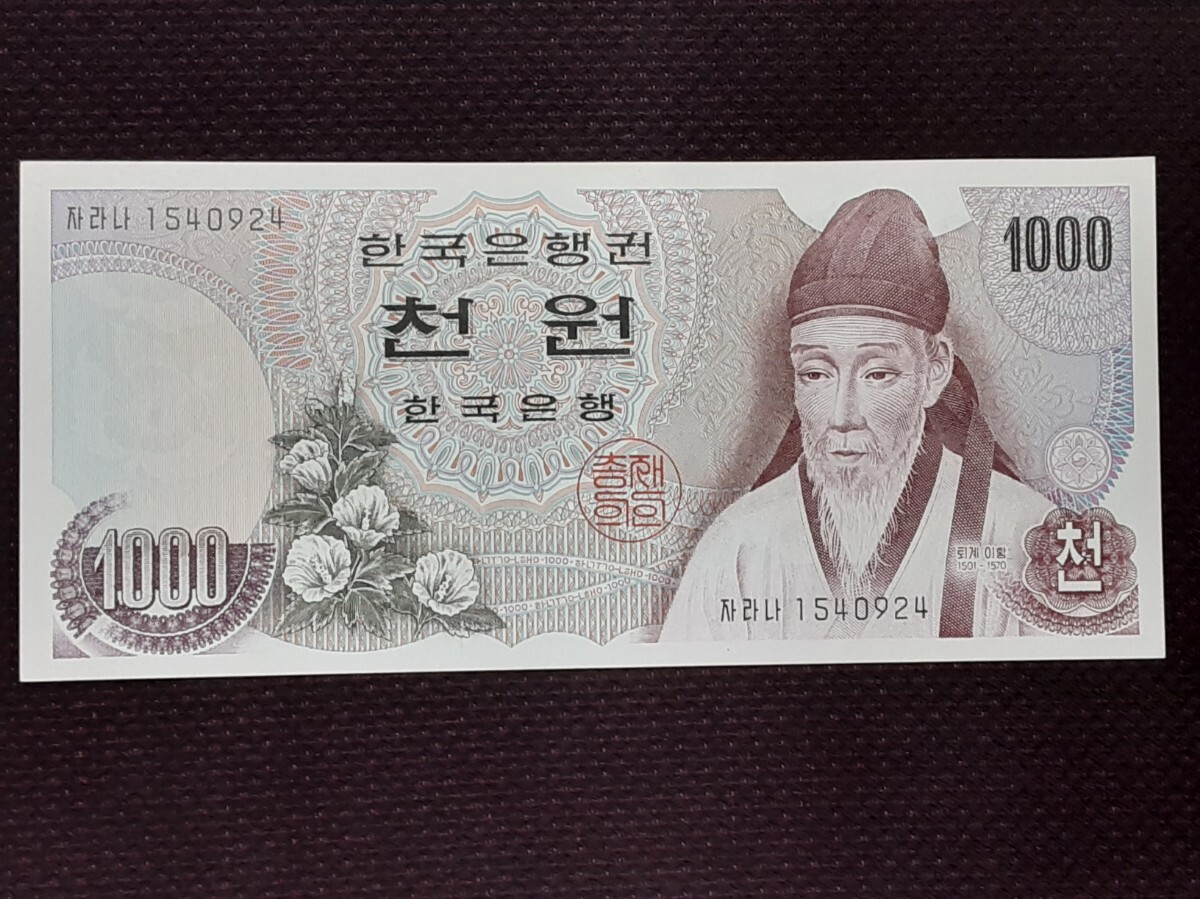 자라나 1540924
한국은행권
1000
천 원
한국은행
총재의인
퇴계 이황
1501 - 1570
천
1000
자라나 1540924